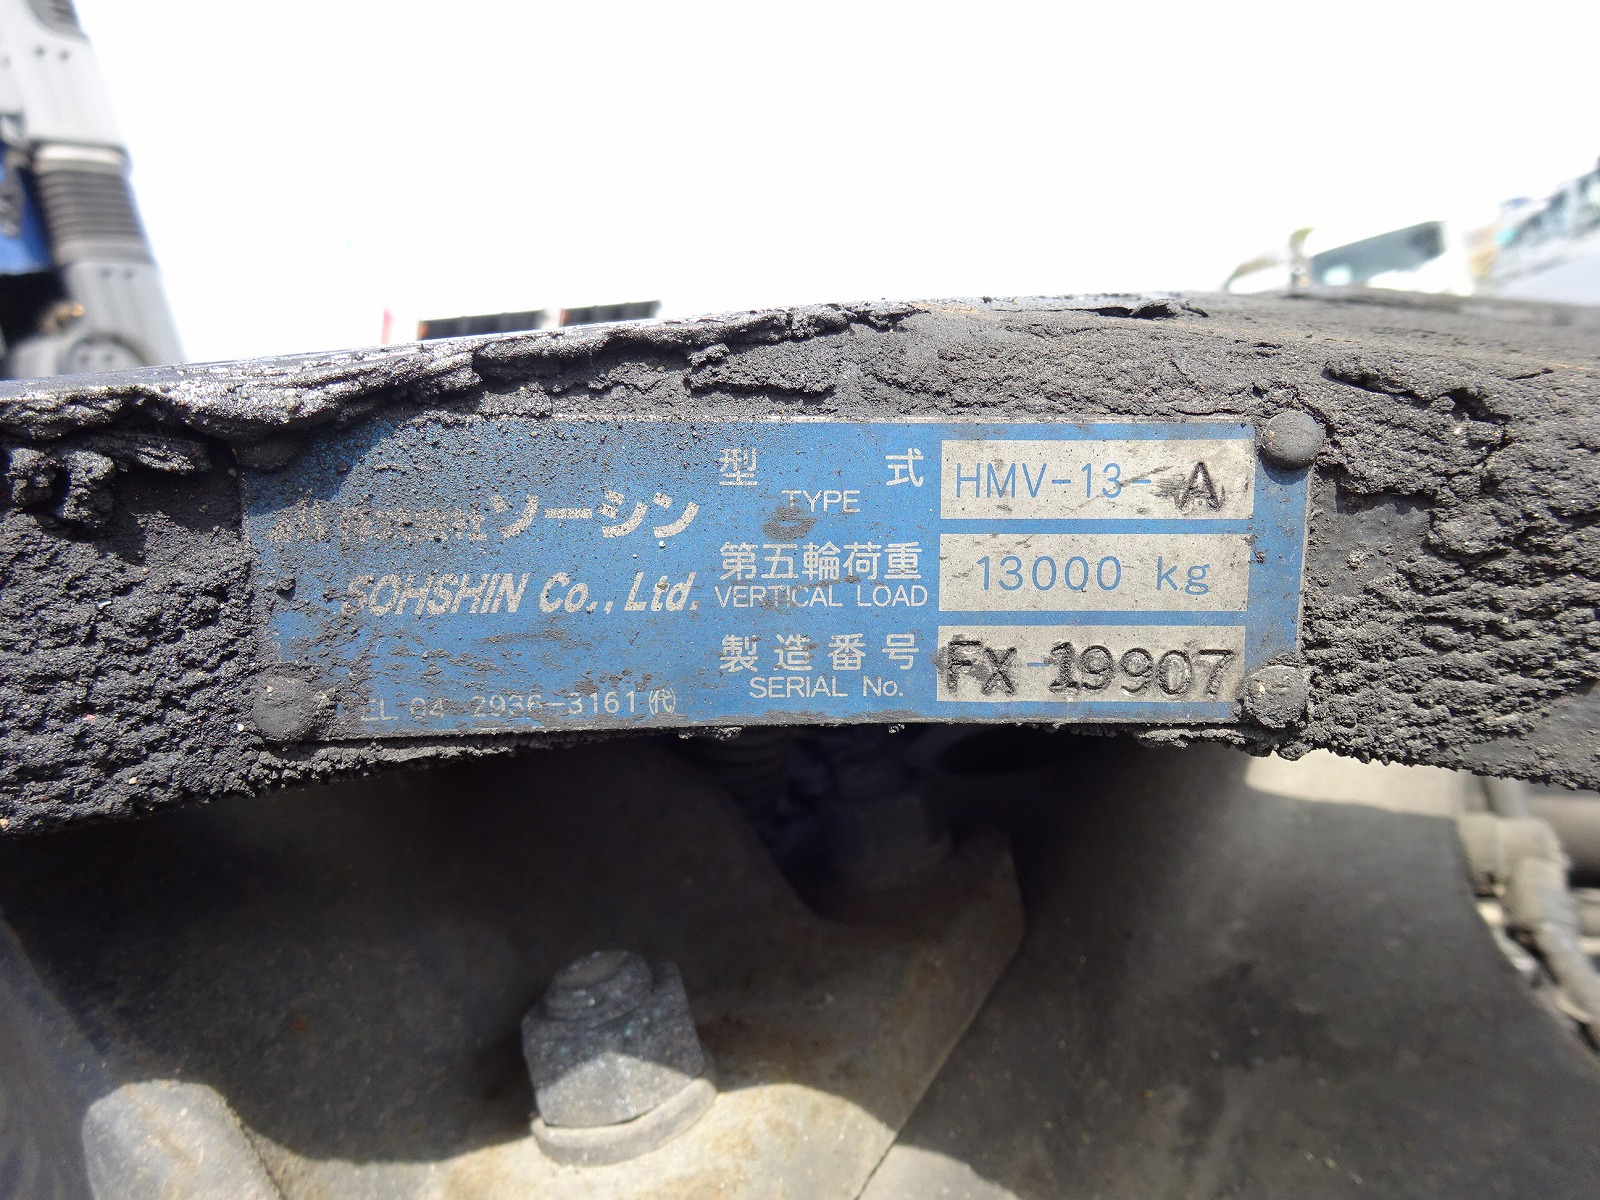 型式 HMV-13-A
TYPE
ソーシン
第五輪荷重 13000 kg
SOHSHIN Co., Ltd. VERTICAL LOAD
製造番号 FX-19907
SERIAL No.
2936-3161(代)